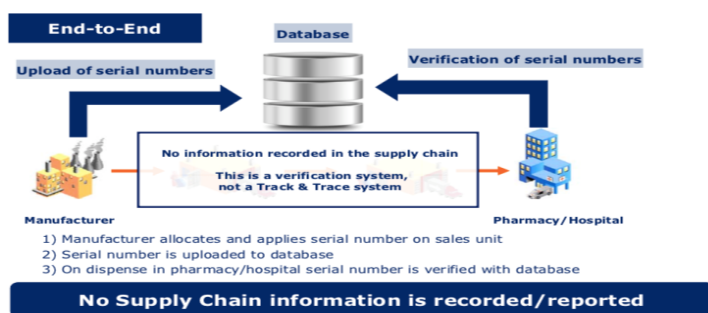 End-to-End
Database
Upload of serial numbers
Verification of serial numbers
No information recorded in the supply chain
This is a verification system,
not a Track & Trace system
Manufacturer
Pharmacy/Hospital
1) Manufacturer allocates and applies serial number on sales unit
2) Serial number is uploaded to database
3) On dispense in pharmacy/hospital serial number is verified with database
No Supply Chain information is recorded/reported